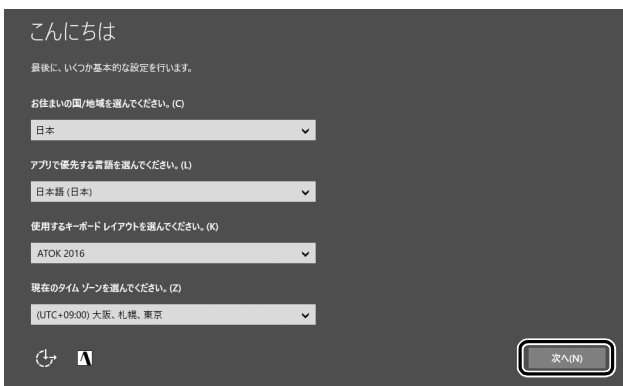 こんにちは
最後に、いくつか基本的な設定を行います。
お住まいの国/地域を選んでください。(C)
日本
アプリで優先する言語を選んでください。(L)
日本語 (日本)
使用するキーボード レイアウトを選んでください。(K)
ATOK 2016
現在のタイム ゾーンを選んでください。(Z)
(UTC+09:00) 大阪、札幌、東京
次へ(N)